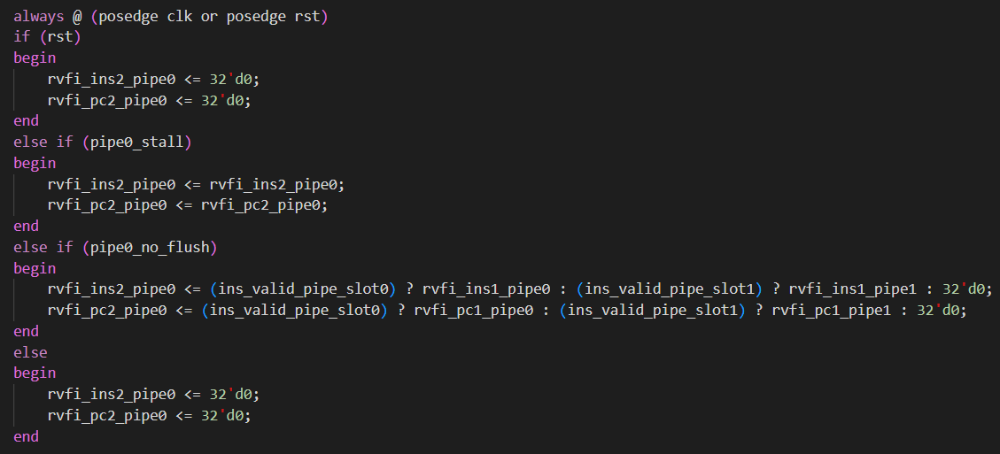 always @ (posedge clk or posedge rst)
if (rst)
begin
    rvfi_ins2_pipe0 <= 32'd0;
    rvfi_pc2_pipe0 <= 32'd0;
end
else if (pipe0_stall)
begin
    rvfi_ins2_pipe0 <= rvfi_ins2_pipe0;
    rvfi_pc2_pipe0 <= rvfi_pc2_pipe0;
end
else if (pipe0_no_flush)
begin
    rvfi_ins2_pipe0 <= (ins_valid_pipe_slot0) ? rvfi_ins1_pipe0 : (ins_valid_pipe_slot1) ? rvfi_ins1_pipe1 : 32'd0;
    rvfi_pc2_pipe0 <= (ins_valid_pipe_slot0) ? rvfi_pc1_pipe0 : (ins_valid_pipe_slot1) ? rvfi_pc1_pipe1 : 32'd0;
end
else
begin
    rvfi_ins2_pipe0 <= 32'd0;
    rvfi_pc2_pipe0 <= 32'd0;
end